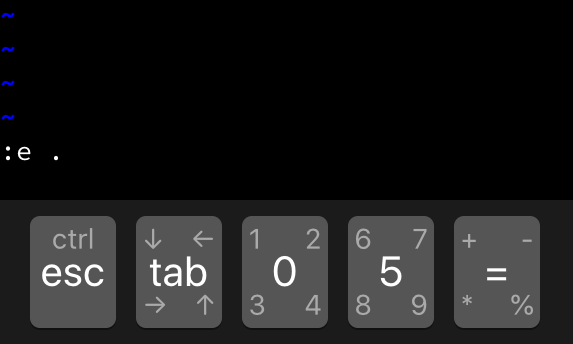 ~
~
~
~
:e .
ctrl ↓ ← 1 2 6 7 + -
esc tab 0 5 =
→ ↑ 3 4 8 9 * %